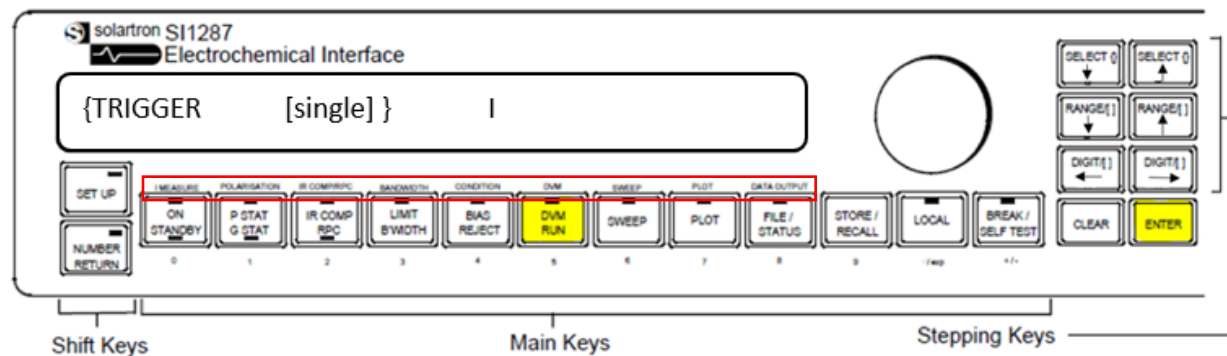 solartron SI1287
Electrochemical Interface
{TRIGGER [single] } I
SELECT {} SELECT {}
RANGE/[ ] RANGE/[ ]
DIGIT/[ ] DIGIT/[ ]
SET UP
I MEASURE POLARISATION IR COMP/RPC BANDWIDTH CONDITION DVM SWEEP PLOT DATA OUTPUT
ON STANDBY
P STAT G STAT
IR COMP RPC
LIMIT B'WIDTH
BIAS REJECT
DVM RUN
SWEEP
PLOT
FILE / STATUS
STORE / RECALL
LOCAL
BREAK / SELF TEST
CLEAR
ENTER
NUMBER RETURN
0 1 2 3 4 5 6 7 8 9 + / -
Shift Keys
Main Keys
Stepping Keys